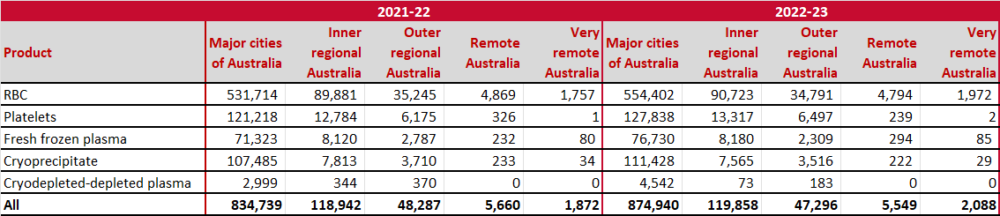 2021-22 2022-23
Product Major cities of Australia Inner regional Australia Outer regional Australia Remote Australia Very remote Australia Major cities of Australia Inner regional Australia Outer regional Australia Remote Australia Very remote Australia
RBC 531,714 89,881 35,245 4,869 1,757 554,402 90,723 34,791 4,794 1,972
Platelets 121,218 12,784 6,175 326 1 127,838 13,317 6,497 239 2
Fresh frozen plasma 71,323 8,120 2,787 232 80 76,730 8,180 2,309 294 85
Cryoprecipitate 107,485 7,813 3,710 233 34 111,428 7,565 3,516 222 29
Cryodepleted-depleted plasma 2,999 344 370 0 0 4,542 73 183 0 0
All 834,739 118,942 48,287 5,660 1,872 874,940 119,858 47,296 5,549 2,088